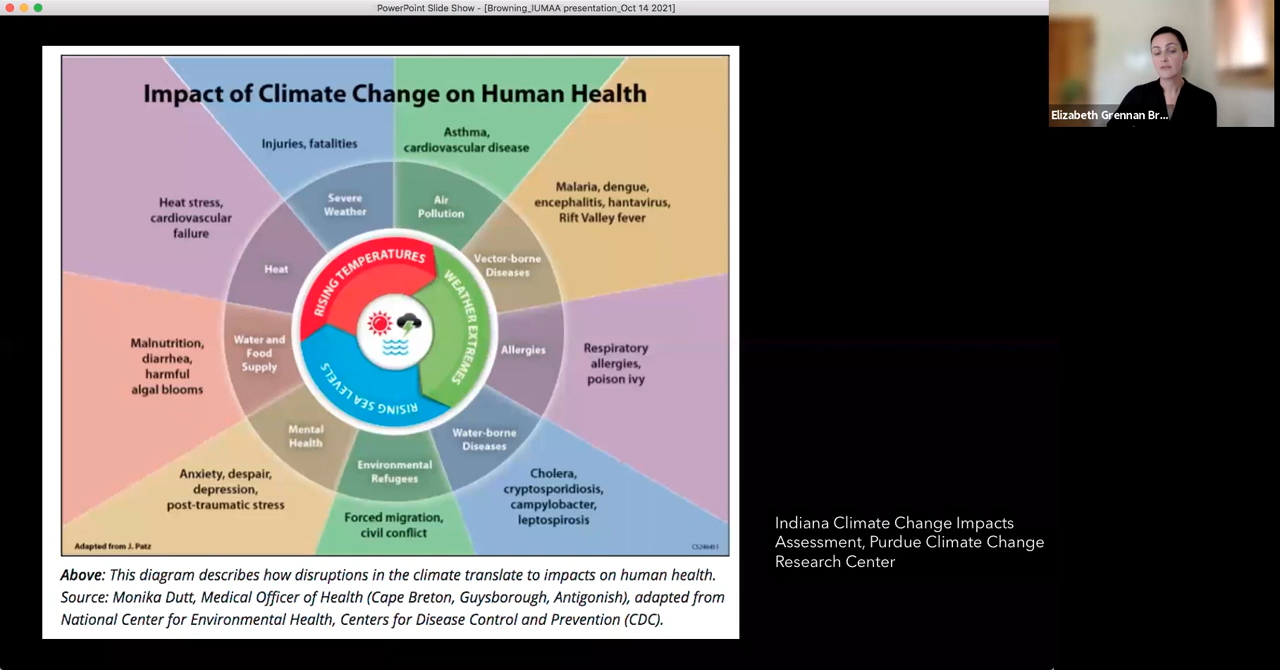 PowerPoint Slide Show - [Browning_IUMAA presentation_Oct 14 2021]
Elizabeth Grennan Br...
Impact of Climate Change on Human Health
Injuries, fatalities
Asthma,
cardiovascular disease
Malaria, dengue,
encephalitis, hantavirus,
Rift Valley fever
Respiratory
allergies,
poison ivy
Cholera,
cryptosporidiosis,
campylobacter,
leptospirosis
Forced migration,
civil conflict
Anxiety, despair,
depression,
post-traumatic stress
Malnutrition,
diarrhea,
harmful
algal blooms
Heat stress,
cardiovascular
failure
Severe
Weather
Air
Pollution
Vector-borne
Diseases
Allergies
Water-borne
Diseases
Environmental
Refugees
Mental
Health
Water and
Food
Supply
Heat
RISING TEMPERATURES
WEATHER EXTREMES
RISING SEA LEVELS
Adapted from J. Patz
Above: This diagram describes how disruptions in the climate translate to impacts on human health.
Source: Monika Dutt, Medical Officer of Health (Cape Breton, Guysborough, Antigonish), adapted from
National Center for Environmental Health, Centers for Disease Control and Prevention (CDC).
Indiana Climate Change Impacts
Assessment, Purdue Climate Change
Research Center